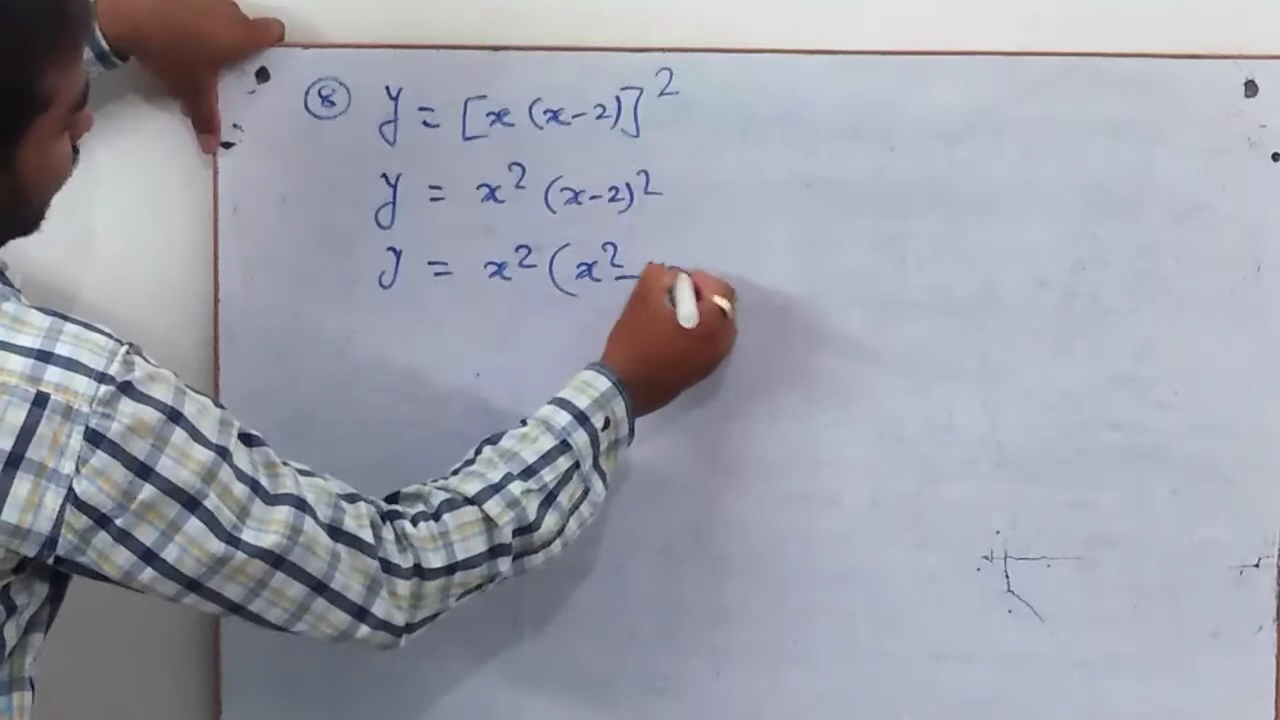 ⑧ y = [x (x-2)]²
y = x² (x-2)²
y = x² (x² -